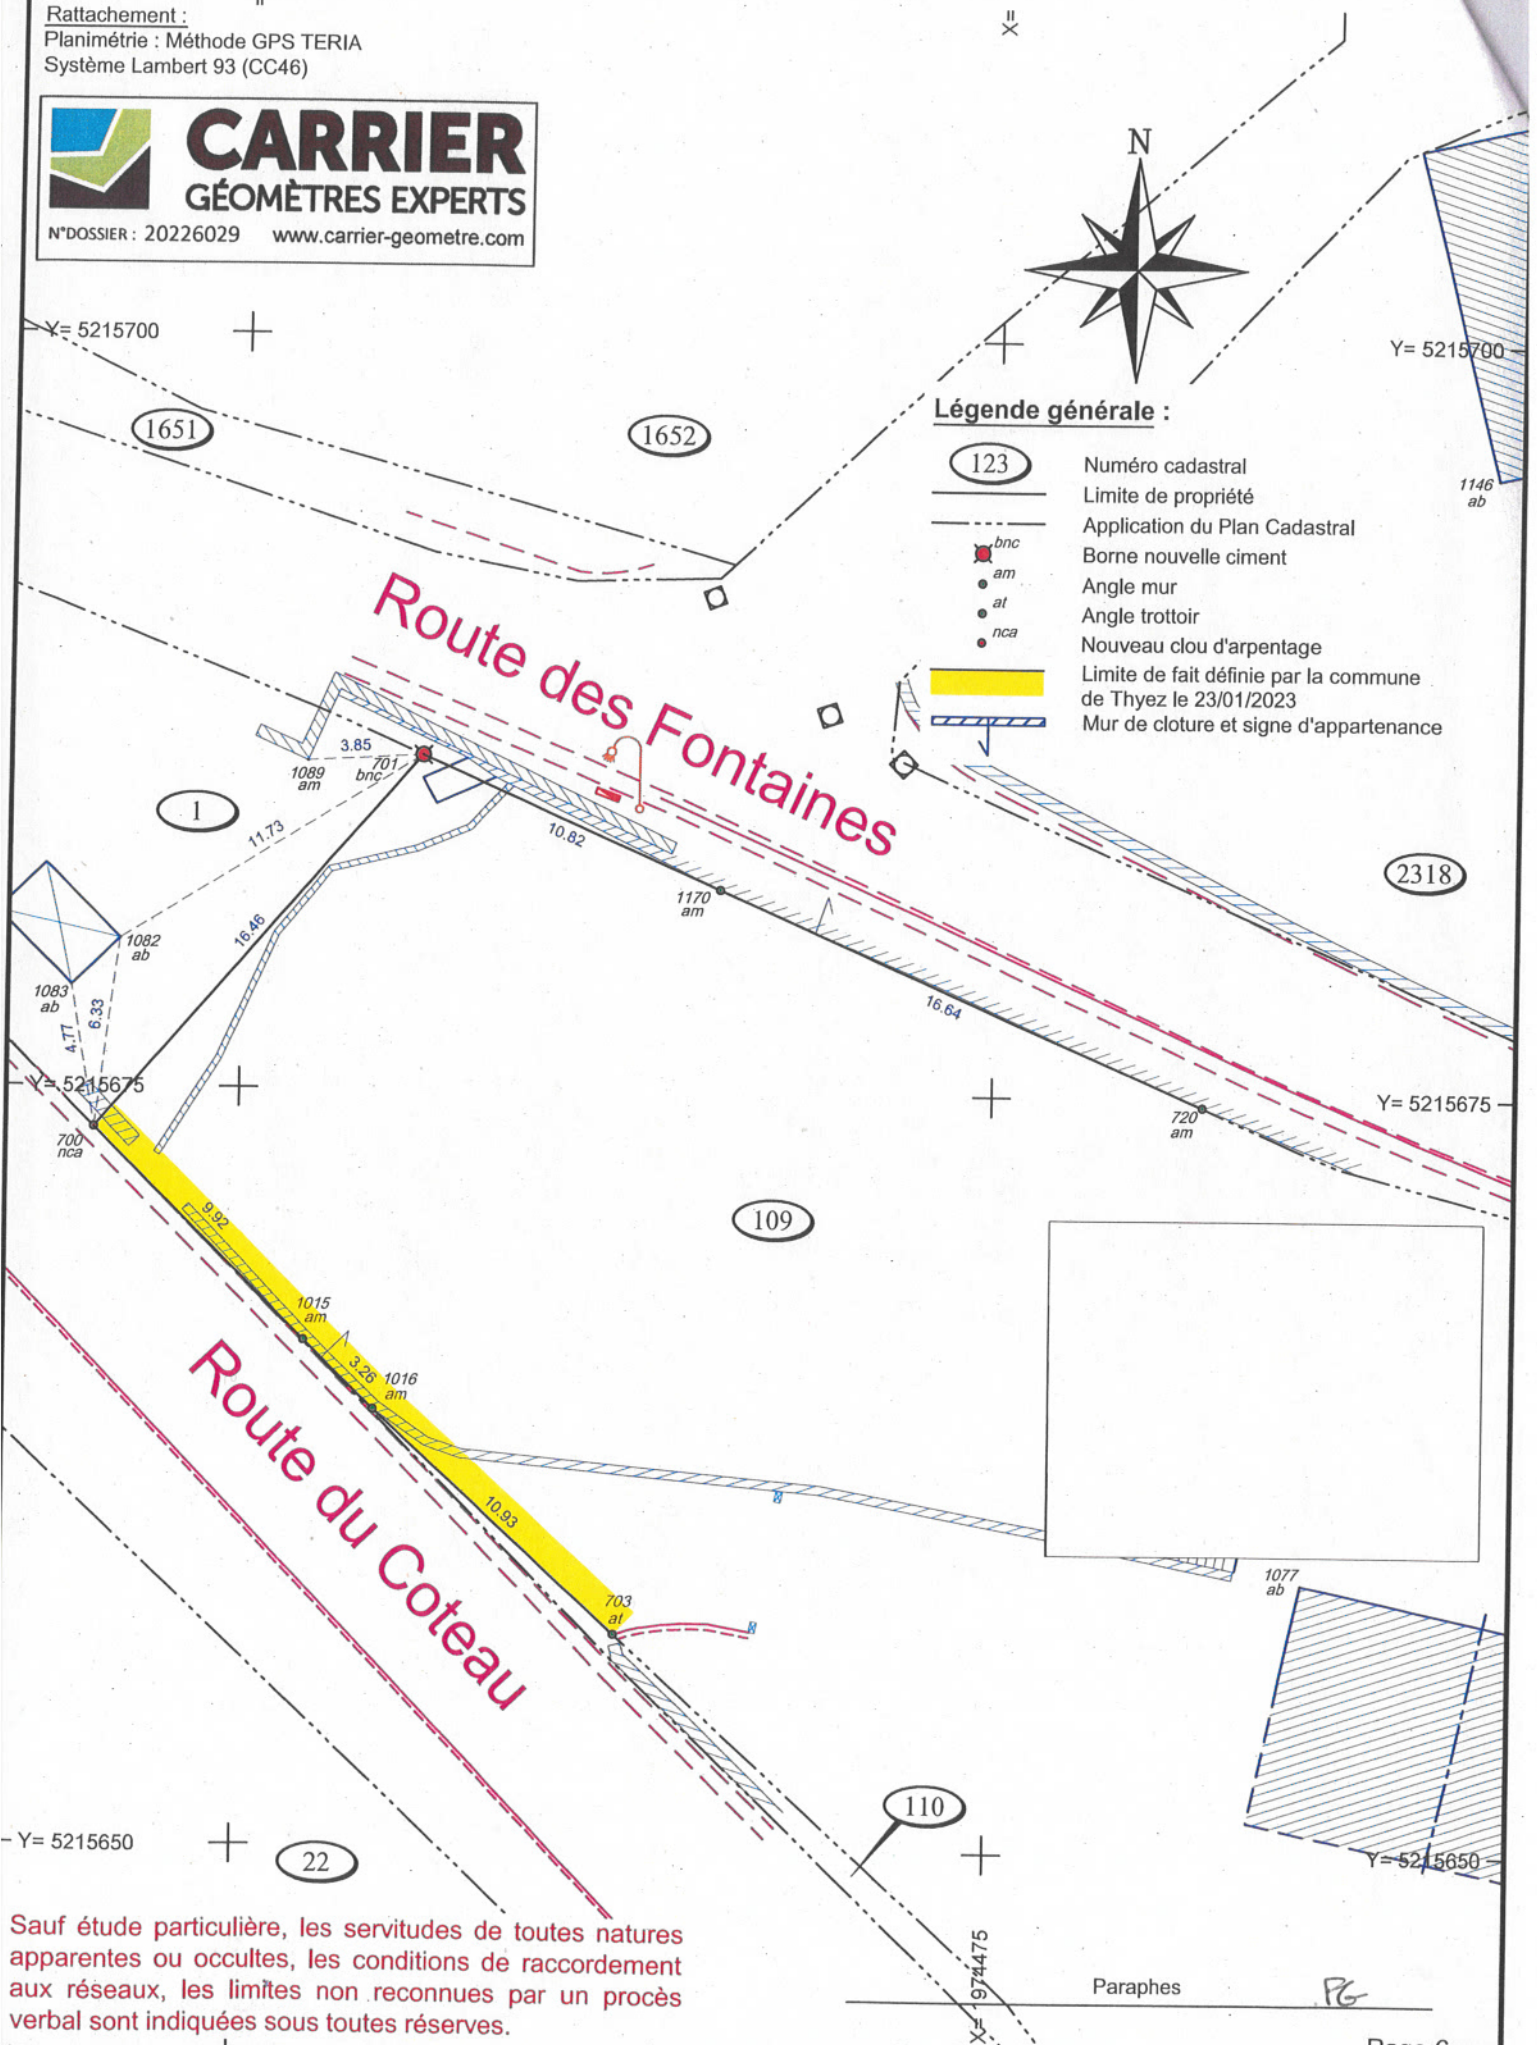 Rattachement :
Planimétrie : Méthode GPS TERIA
Système Lambert 93 (CC46)
X=
CARRIER
GÉOMÈTRES EXPERTS
N°DOSSIER : 20226029 www.carrier-geometre.com
N
Y= 5215700
Y= 5215700
1651
1652
Légende générale :
123 Numéro cadastral
Limite de propriété
Application du Plan Cadastral
bnc Borne nouvelle ciment
am Angle mur
at Angle trottoir
nca Nouveau clou d'arpentage
Limite de fait définie par la commune
de Thyez le 23/01/2023
Mur de cloture et signe d'appartenance
1146
ab
Route des Fontaines
3.85
1089
am
701
bnc
1
11.73
10.82
2318
1170
am
16.46
1082
ab
1083
ab
4.77
6.33
16.64
Y= 5215675
Y= 5215675
720
am
700
nca
9.92
109
1015
am
3.26
1016
am
Route du Coteau
10.93
703
at
1077
ab
110
Y= 5215650
22
Y= 5215650
Sauf étude particulière, les servitudes de toutes natures
apparentes ou occultes, les conditions de raccordement
aux réseaux, les limites non reconnues par un procès
verbal sont indiquées sous toutes réserves.
X= 974475
Paraphes PG